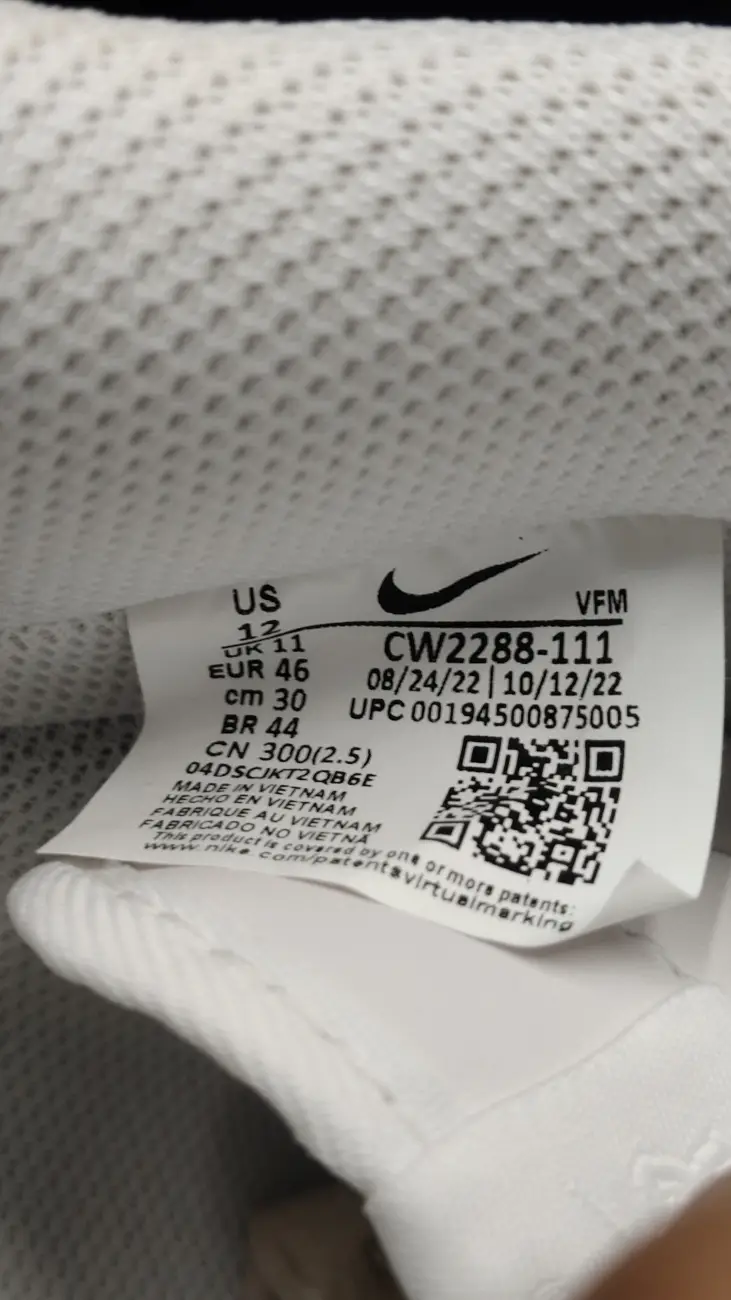 US
12
UK 11
EUR 46
cm 30
BR 44
CN 300(2.5)
04DSCJKT2QB6E
MADE IN VIETNAM
HECHO EN VIETNAM
FABRIQUE AU VIETNAM
FABRICADO NO VIETNÃ
This product is covered by one or more patents:
www.nike.com/patentsvirtualmarking
VFM
CW2288-111
08/24/22 | 10/12/22
UPC 00194500875005